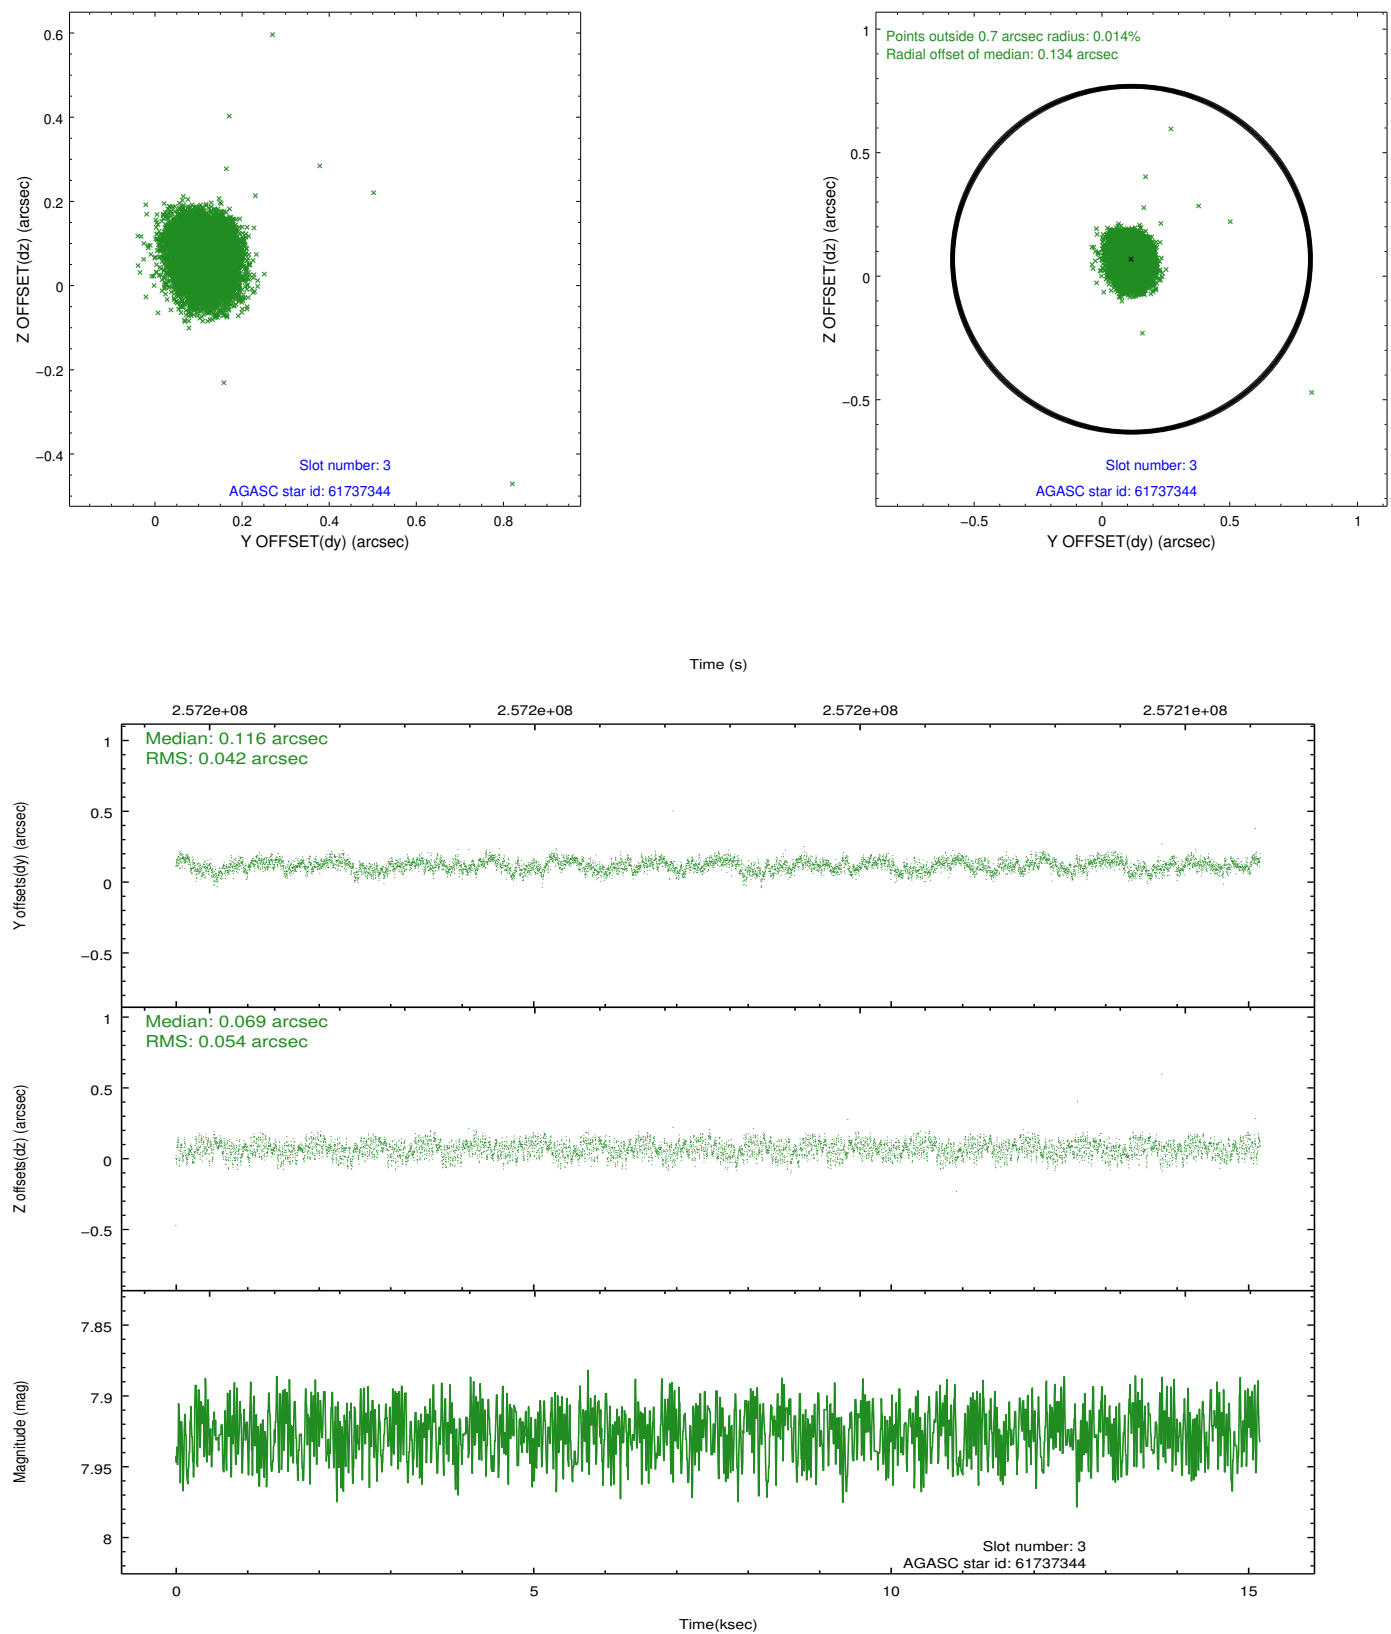 0.6
0.4
0.2
0
−0.2
−0.4
Z OFFSET(dz) (arcsec)
Slot number: 3
AGASC star id: 61737344
0
0.2
0.4
0.6
0.8
Y OFFSET(dy) (arcsec)
Points outside 0.7 arcsec radius: 0.014%
Radial offset of median: 0.134 arcsec
1
0.5
0
−0.5
Z OFFSET(dz) (arcsec)
Slot number: 3
AGASC star id: 61737344
−0.5
0
0.5
1
Y OFFSET(dy) (arcsec)
Time (s)
2.572e+08
2.572e+08
2.572e+08
2.5721e+08
Median: 0.116 arcsec
RMS: 0.042 arcsec
1
0.5
0
−0.5
Y offsets(dy) (arcsec)
Median: 0.069 arcsec
RMS: 0.054 arcsec
1
0.5
0
−0.5
Z offsets(dz) (arcsec)
7.85
7.9
7.95
8
Magnitude (mag)
Slot number: 3
AGASC star id: 61737344
0
5
10
15
Time(ksec)